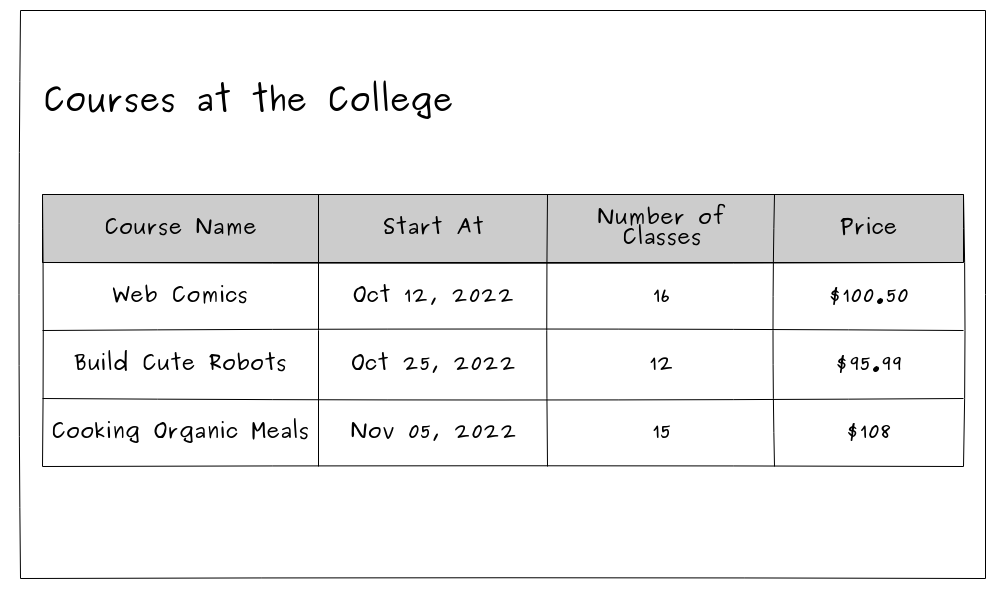 Courses at the College
Course Name Start At Number of Classes Price
Web Comics Oct 12, 2022 16 $100.50
Build Cute Robots Oct 25, 2022 12 $95.99
Cooking Organic Meals Nov 05, 2022 15 $108